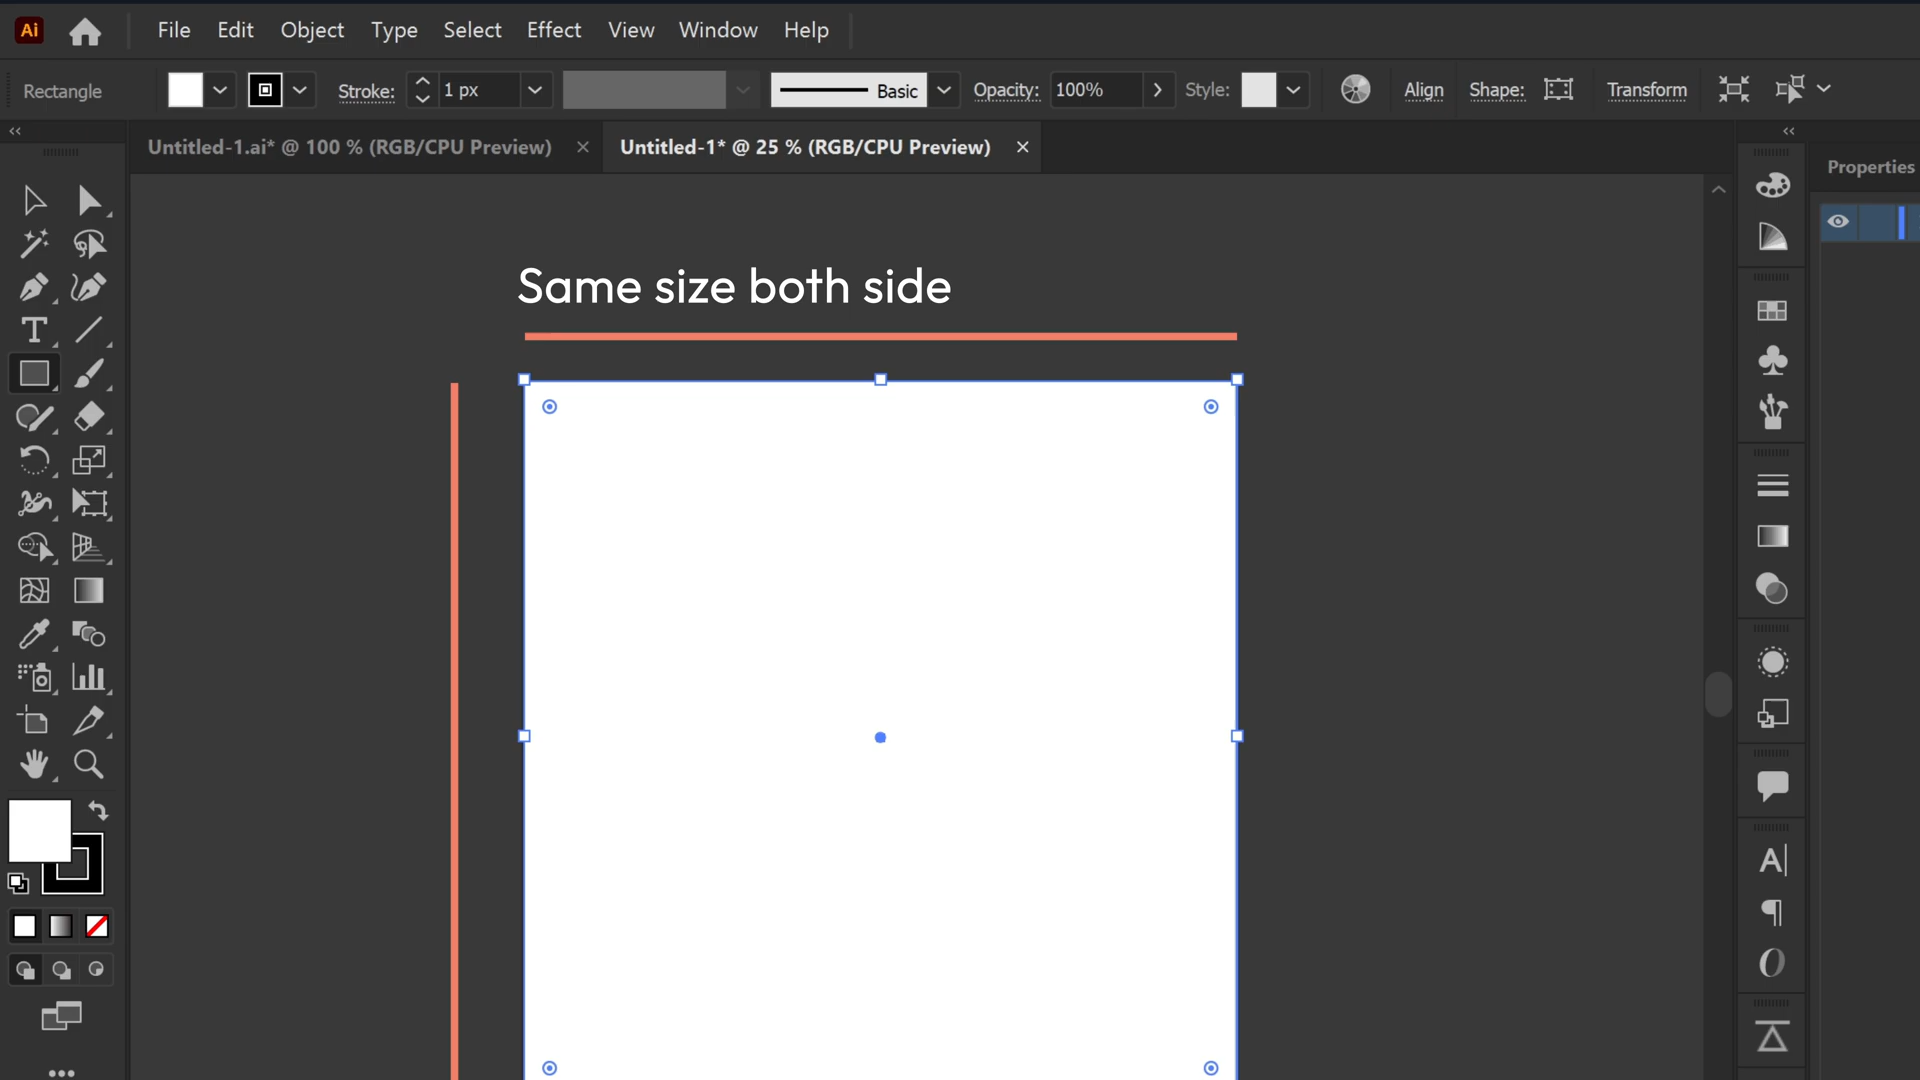 Ai File Edit Object Type Select Effect View Window Help
Rectangle Stroke: 1 px Basic Opacity: 100% Style: Align Shape: Transform
Untitled-1.ai* @ 100 % (RGB/CPU Preview) × Untitled-1* @ 25 % (RGB/CPU Preview) ×
Properties
Same size both side